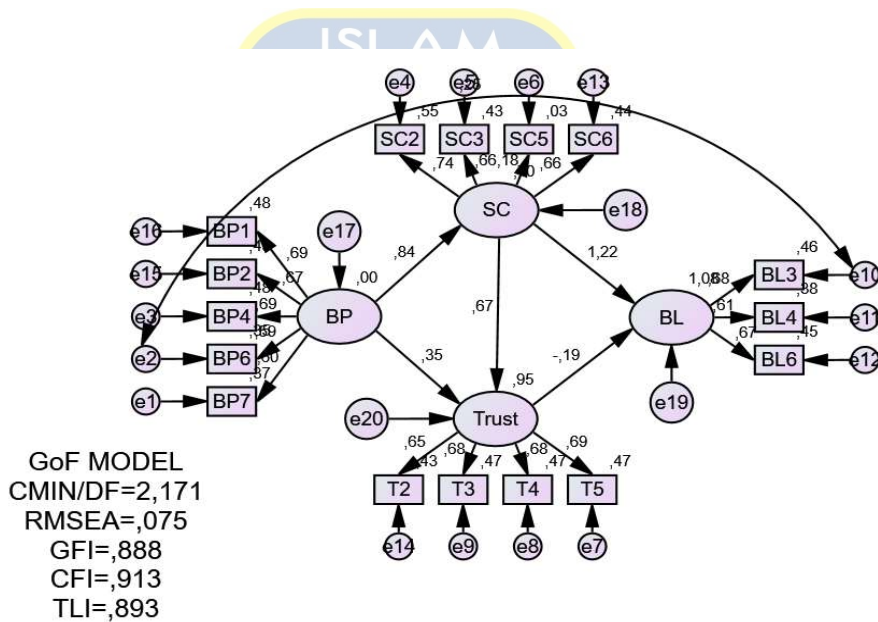 ISLAM
e4 e5 e6 e13
,55 ,43 ,03 ,44
SC2 SC3 SC5 SC6
,74 ,66 ,18 ,66
SC
e18
,48
e16 BP1
e17
e15 BP2
,69
,67
,84
1,22
,00
e3 BP4
,69
BP
e2 BP6
e1 BP7
,37
,67
,35
-,19
,46
BL3 e10
,68
BL
,61
,38
BL4 e11
,67
,45
BL6 e12
e19
,95
e20
Trust
,65 ,68 ,68 ,69
,43 ,47 ,47 ,47
T2 T3 T4 T5
e14 e9 e8 e7
GoF MODEL
CMIN/DF=2,171
RMSEA=,075
GFI=,888
CFI=,913
TLI=,893